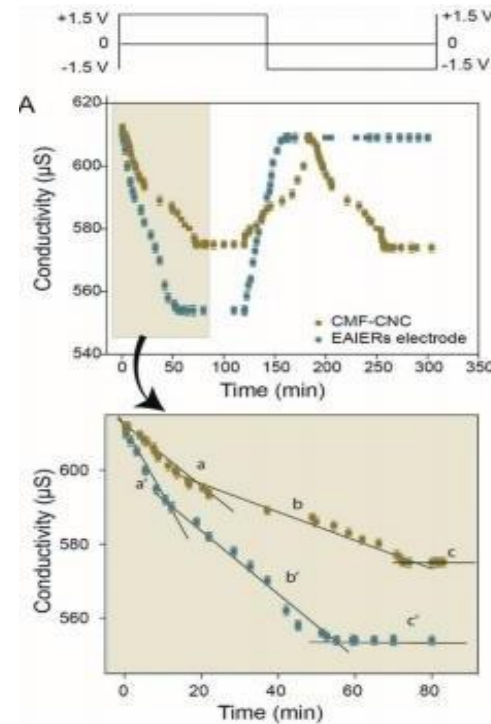 +1.5 V +1.5 V
0 0
-1.5 V -1.5 V
A
620
600
580
560
540
Conductivity (µS)
CMF-CNC
EAIERs electrode
0 50 100 150 200 250 300 350
Time (min)
600
580
560
Conductivity (µS)
a
a'
b
b'
c
c'
0 20 40 60 80
Time (min)